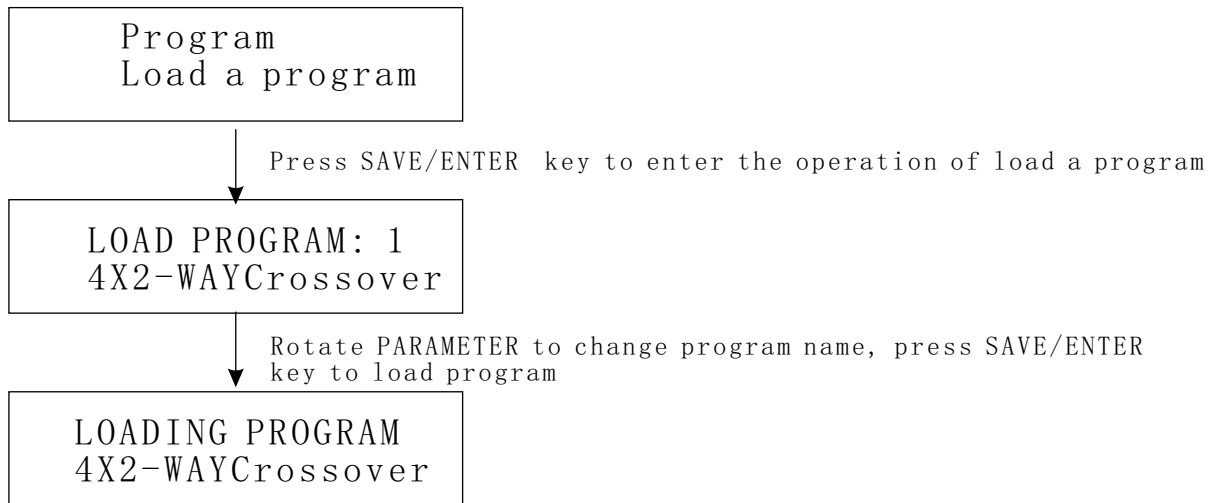 Program
Load a program
Press SAVE/ENTER key to enter the operation of load a program
LOAD PROGRAM: 1
4X2-WAYCrossover
Rotate PARAMETER to change program name, press SAVE/ENTER
key to load program
LOADING PROGRAM
4X2-WAYCrossover